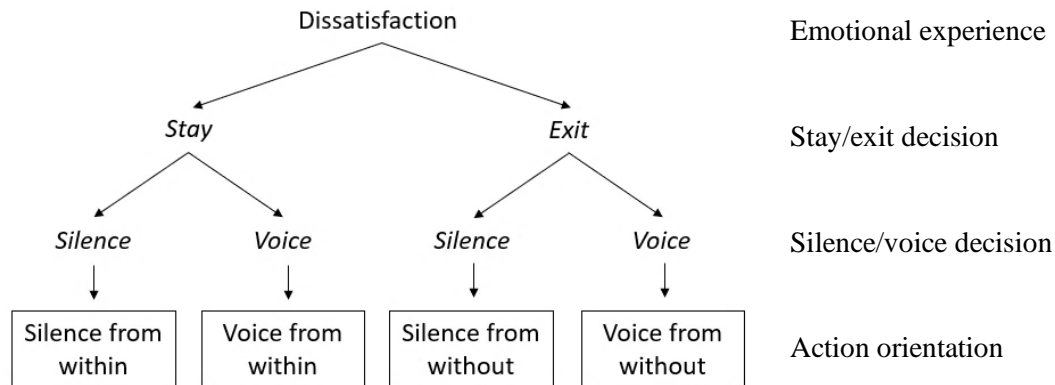 Dissatisfaction
Emotional experience
Stay
Exit
Stay/exit decision
Silence
Voice
Silence
Voice
Silence/voice decision
Silence from
within
Voice from
within
Silence from
without
Voice from
without
Action orientation